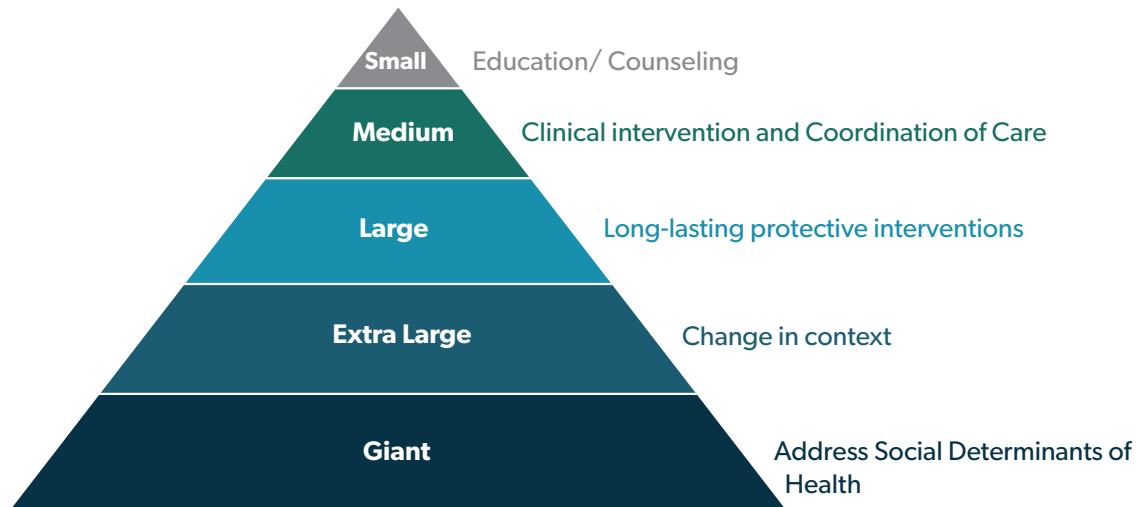 Small
Education/ Counseling
Medium
Clinical intervention and Coordination of Care
Large
Long-lasting protective interventions
Extra Large
Change in context
Giant
Address Social Determinants of
Health